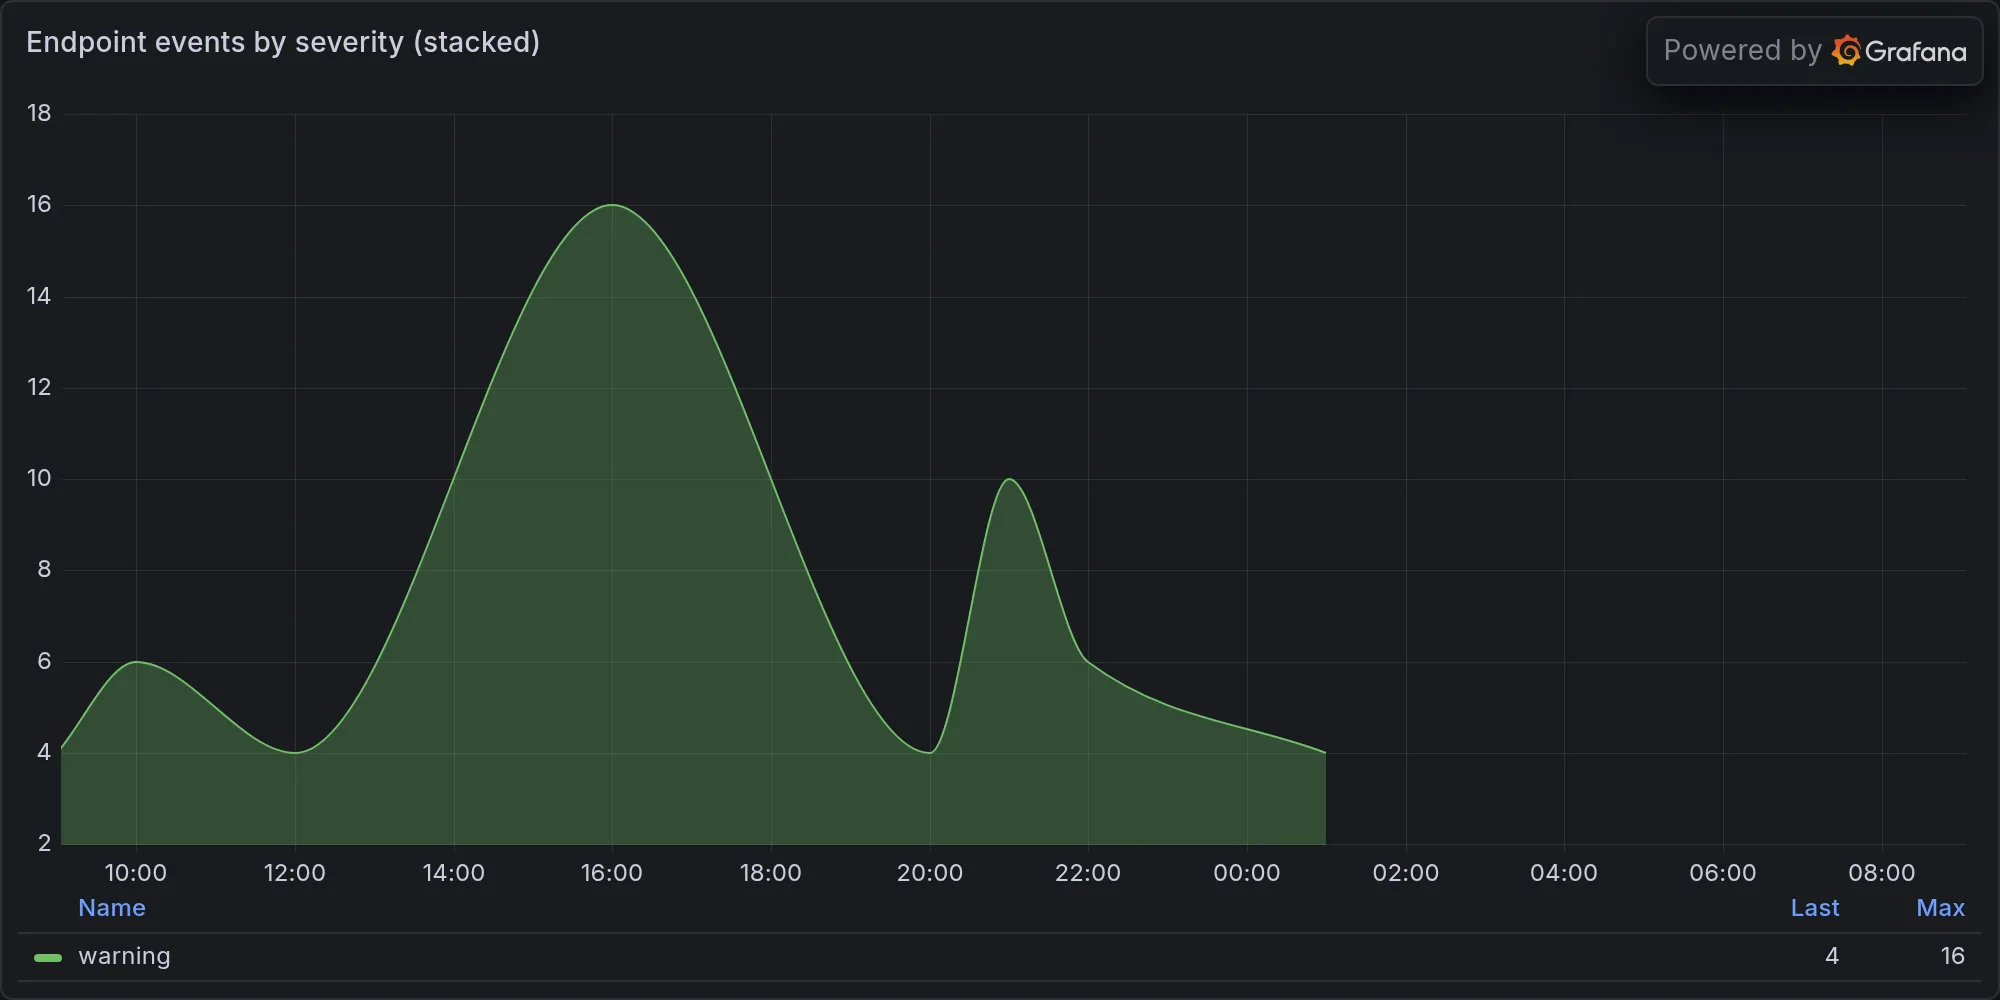 Endpoint events by severity (stacked)
Powered by Grafana
18
16
14
12
10
8
6
4
2
10:00 12:00 14:00 16:00 18:00 20:00 22:00 00:00 02:00 04:00 06:00 08:00
Name Last Max
warning 4 16